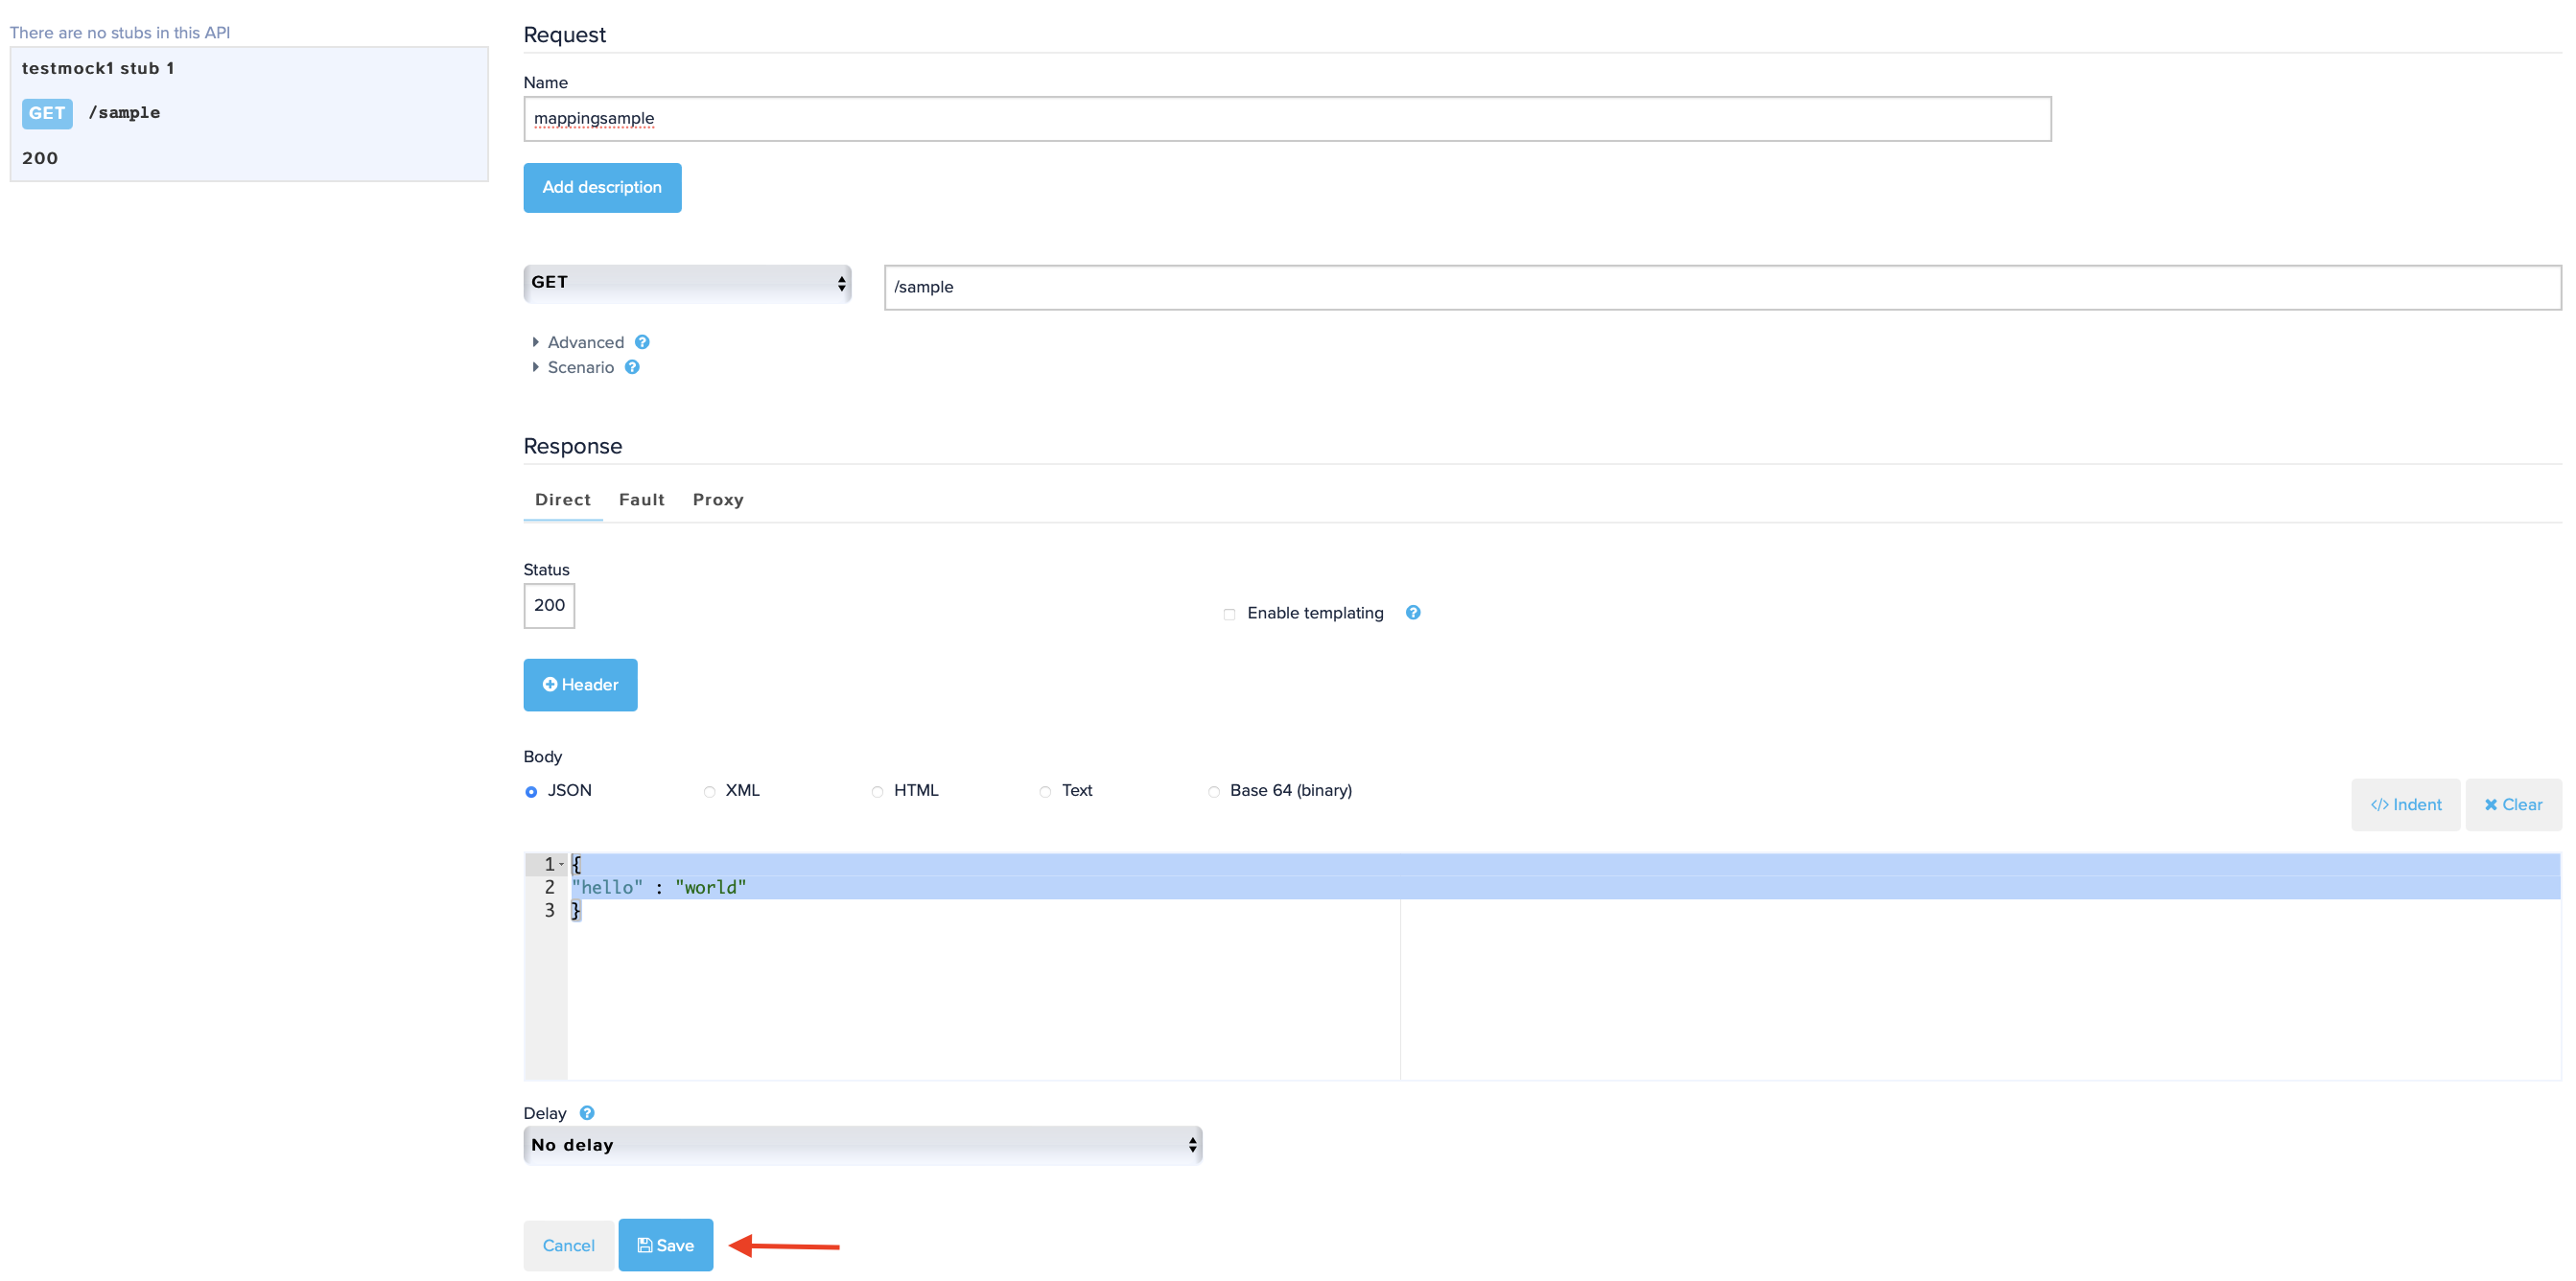 There are no stubs in this API
testmock1 stub 1
GET /sample
200
Request
Name
mappingsample
Add description
GET
/sample
Advanced ?
Scenario ?
Response
Direct Fault Proxy
Status
200
Enable templating ?
Header
Body
JSON XML HTML Text Base 64 (binary)
</> Indent
Clear
1 {
2 "hello" : "world"
3 }
Delay ?
No delay
Cancel
Save